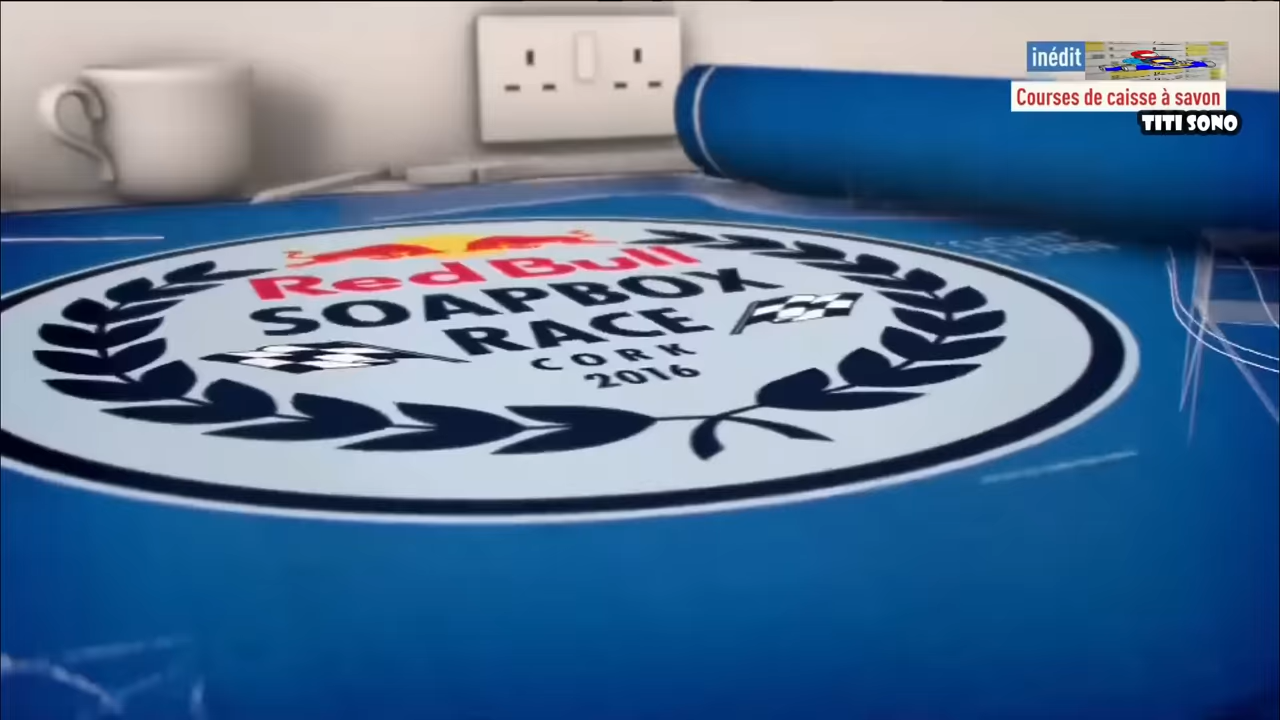 inédit
Courses de caisse à savon
TITI SONO
Red Bull
SOAPBOX
RACE
CORK
2016